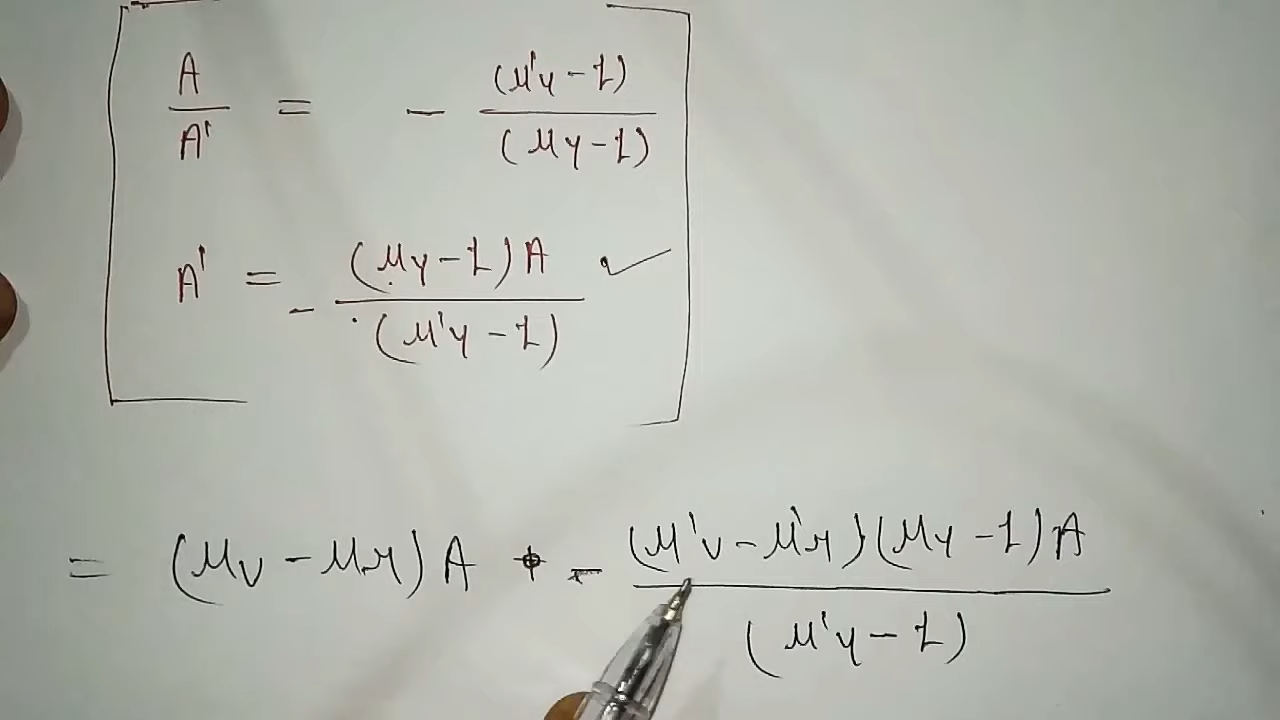 A/A' = - (μ'y - 1)/(μy - 1)
A' = - (μy - 1)A/(μ'y - 1) ✓
= (μv - μr)A + - (μ'v - μ'r)(μy - 1)A/(μ'y - 1)